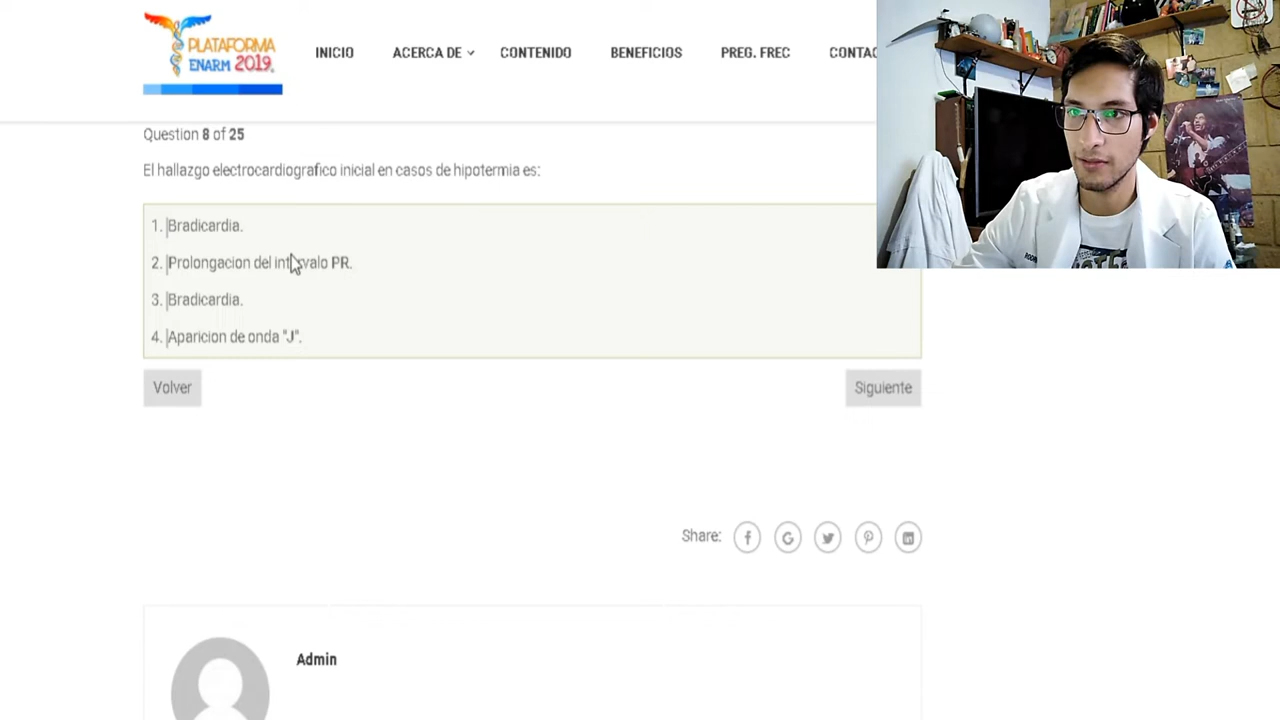 PLATAFORMA
ENARM 2019
INICIO
ACERCA DE
CONTENIDO
BENEFICIOS
PREG. FREC
CONTAC
Question 8 of 25
El hallazgo electrocardiografico inicial en casos de hipotermia es:
1. Bradicardia.
2. Prolongacion del intervalo PR.
3. Bradicardia.
4. Aparicion de onda "J".
Volver
Siguiente
Share:
Admin